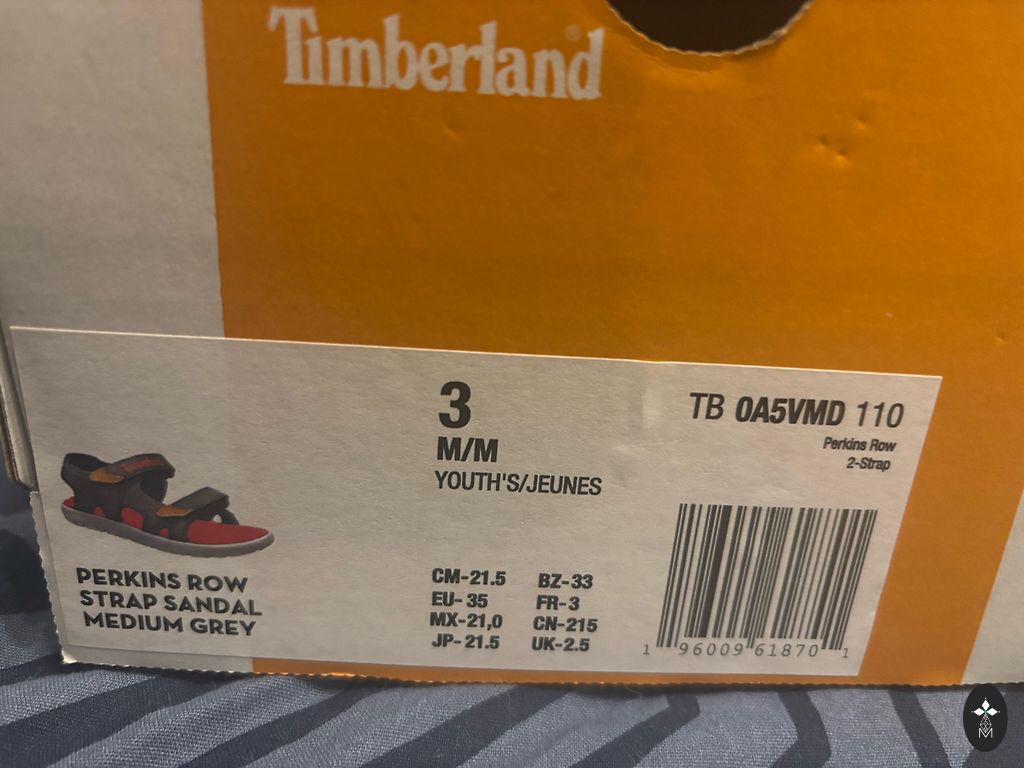 Timberland®
3
M/M
YOUTH'S/JEUNES
TB 0A5VMD 110
Perkins Row
2-Strap
PERKINS ROW
STRAP SANDAL
MEDIUM GREY
CM-21.5 BZ-33
EU-35 FR-3
MX-21,0 CN-215
JP-21.5 UK-2.5
1 96009 61870 1
M